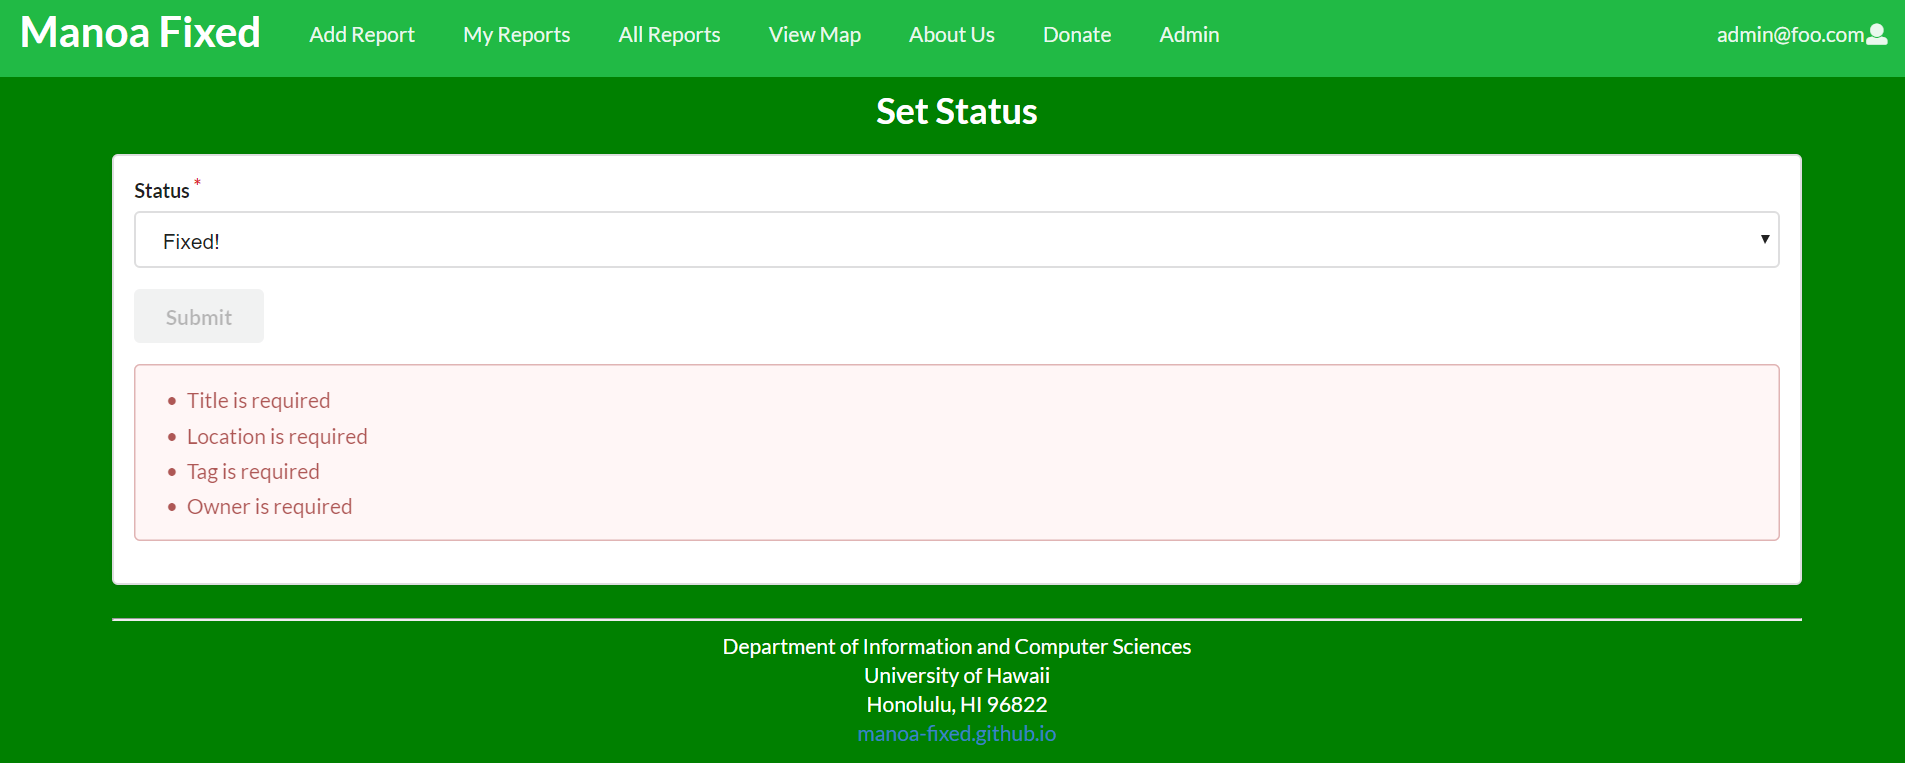 Manoa Fixed Add Report My Reports All Reports View Map About Us Donate Admin admin@foo.com
Set Status
Status *
Fixed!
Submit
• Title is required
• Location is required
• Tag is required
• Owner is required
Department of Information and Computer Sciences
University of Hawaii
Honolulu, HI 96822
manoa-fixed.github.io